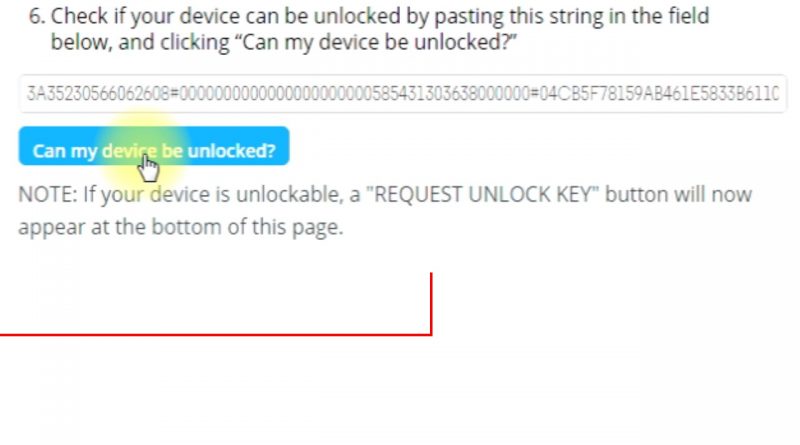 6. Check if your device can be unlocked by pasting this string in the field
below, and clicking “Can my device be unlocked?”
3A35230566062608#0000000000000000000000585431303638000000#04CB5F78159AB461E5833B6110
Can my device be unlocked?
NOTE: If your device is unlockable, a "REQUEST UNLOCK KEY" button will now
appear at the bottom of this page.